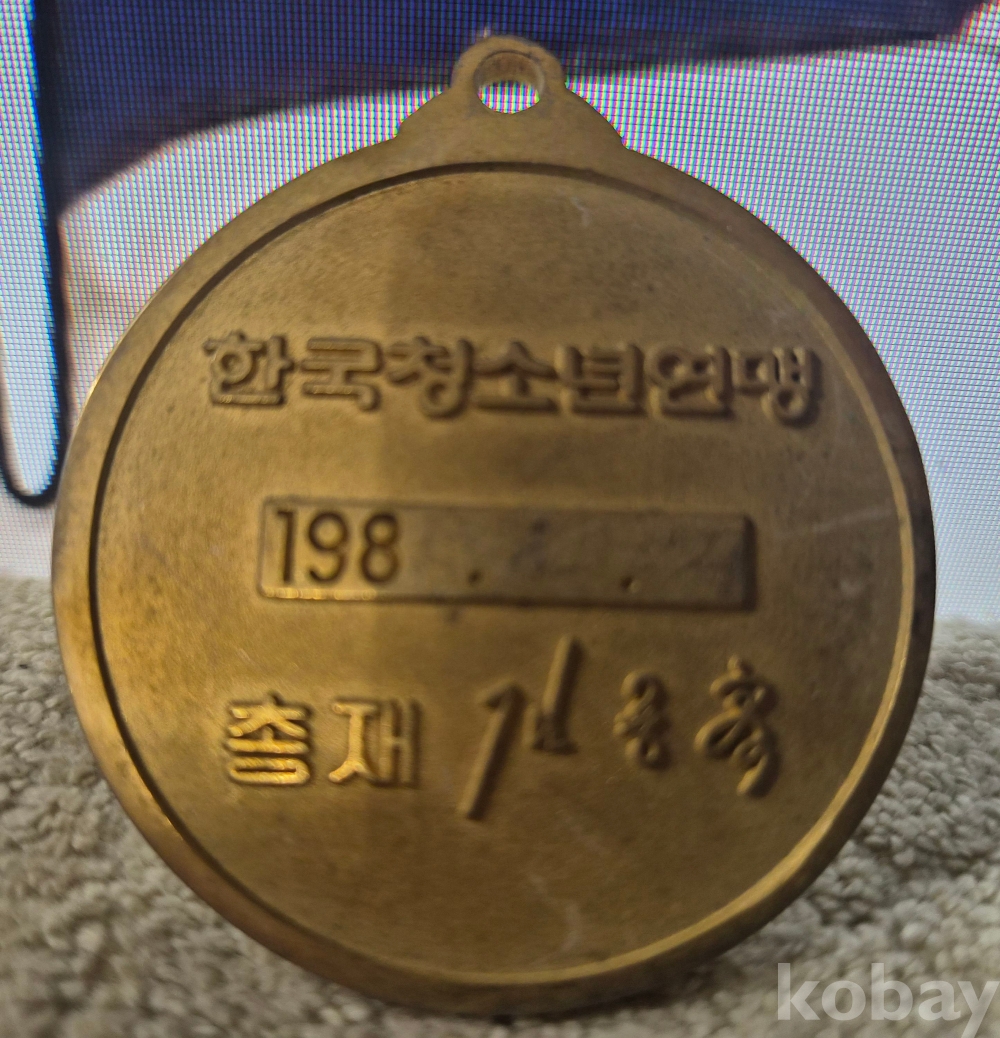 한국청소년연맹
198 . .
총재
kobay